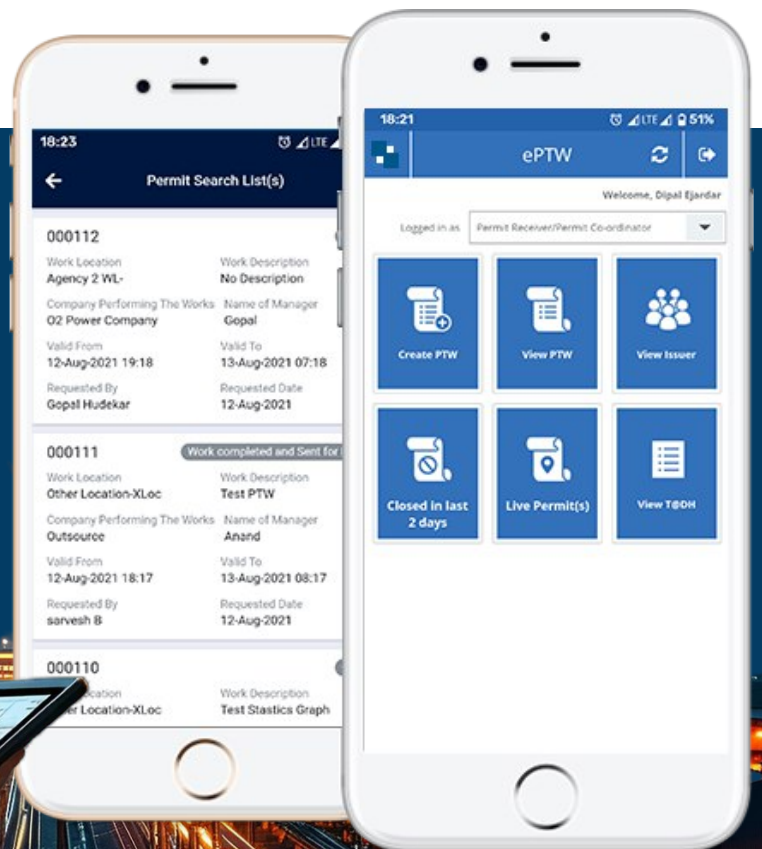 18:23
LTE
Permit Search List(s)
000112
Work Location Work Description
Agency 2 WL- No Description
Company Performing The Works Name of Manager
O2 Power Company Gopal
Valid From Valid To
12-Aug-2021 19:18 13-Aug-2021 07:18
Requested By Requested Date
Gopal Hudekar 12-Aug-2021
000111 Work completed and Sent for
Work Location Work Description
Other Location-XLoc Test PTW
Company Performing The Works Name of Manager
Outsource Anand
Valid From Valid To
12-Aug-2021 18:17 13-Aug-2021 08:17
Requested By Requested Date
sarvesh B 12-Aug-2021
000110
Work Description
Location-XLoc Test Stastics Graph
18:21 LTE 51%
ePTW
Welcome, Dipal Ejardar
Logged in as Permit Receiver/Permit Co-ordinator
Create PTW View PTW View Issuer
Closed in last
2 days
Live Permit(s) View T@DH